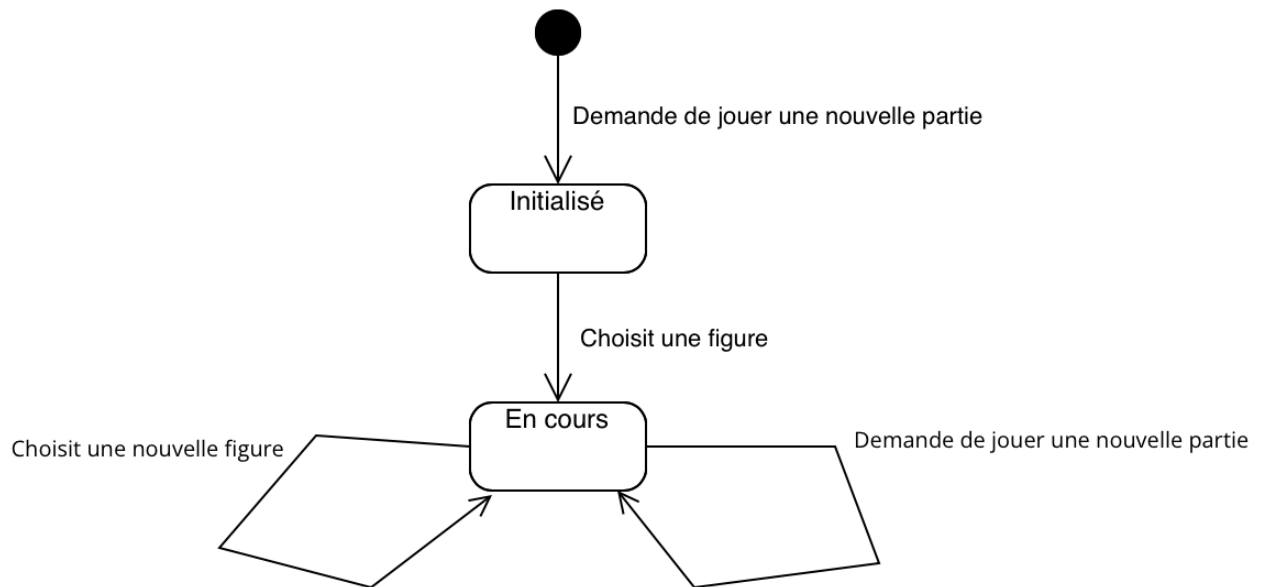 Demande de jouer une nouvelle partie
Initialisé
Choisit une figure
En cours
Choisit une nouvelle figure
Demande de jouer une nouvelle partie